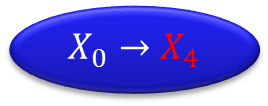 X₀ → X₄